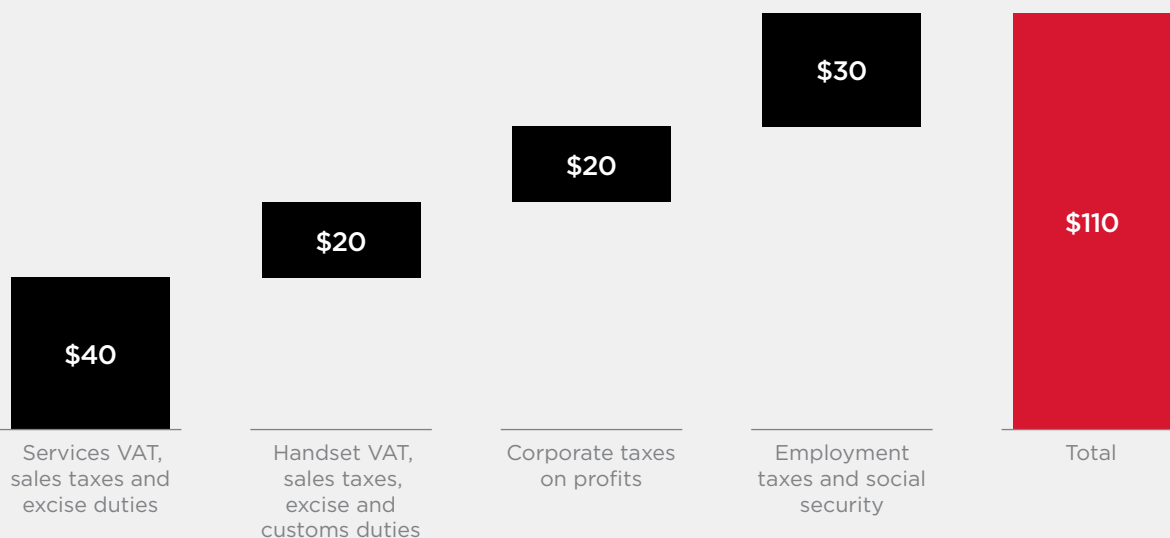 $30
$20
$110
$20
$40
Services VAT,
sales taxes and
excise duties
Handset VAT,
sales taxes,
excise and
customs duties
Corporate taxes
on profits
Employment
taxes and social
security
Total